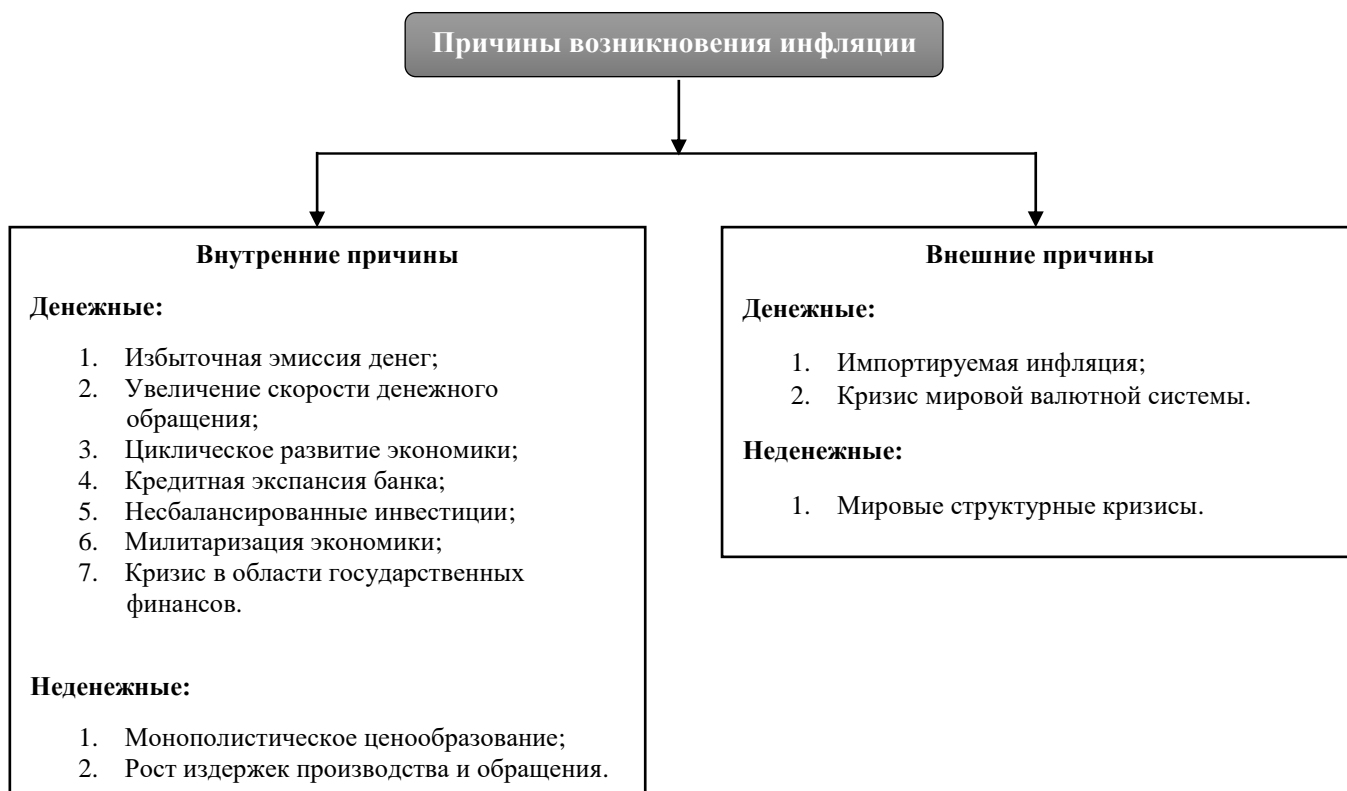 Причины возникновения инфляции
Внутренние причины
Денежные:
1. Избыточная эмиссия денег;
2. Увеличение скорости денежного
обращения;
3. Циклическое развитие экономики;
4. Кредитная экспансия банка;
5. Несбалансированные инвестиции;
6. Милитаризация экономики;
7. Кризис в области государственных
финансов.
Неденежные:
1. Монополистическое ценообразование;
2. Рост издержек производства и обращения.
Внешние причины
Денежные:
1. Импортируемая инфляция;
2. Кризис мировой валютной системы.
Неденежные:
1. Мировые структурные кризисы.